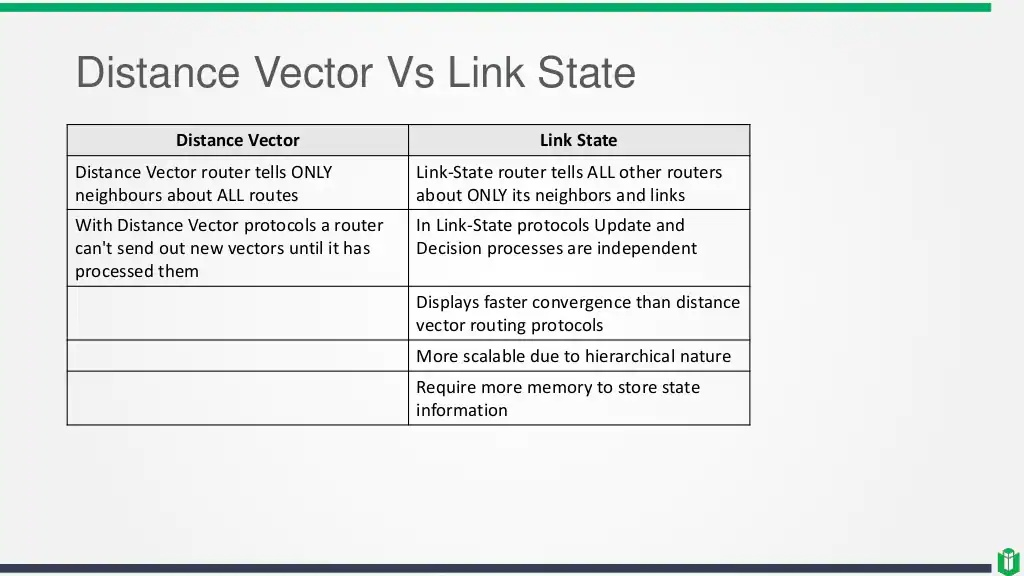 Distance Vector Vs Link State
Distance Vector
Link State
Distance Vector router tells ONLY
neighbours about ALL routes
Link-State router tells ALL other routers
about ONLY its neighbors and links
With Distance Vector protocols a router
can't send out new vectors until it has
processed them
In Link-State protocols Update and
Decision processes are independent
Displays faster convergence than distance
vector routing protocols
More scalable due to hierarchical nature
Require more memory to store state
information